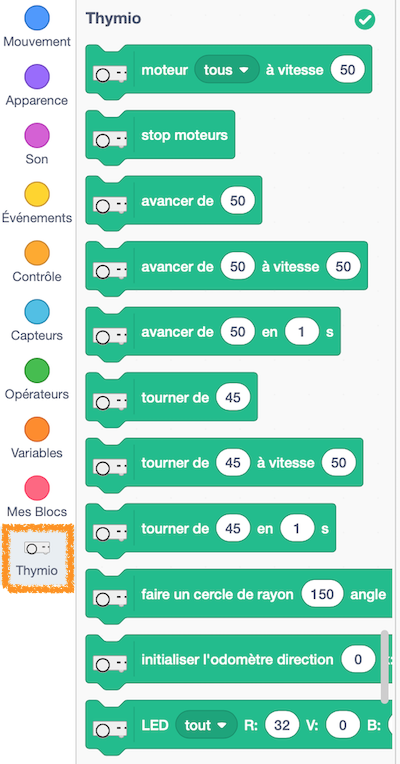 Mouvement
Apparence
Son
Événements
Contrôle
Capteurs
Opérateurs
Variables
Mes Blocs
Thymio
Thymio
moteur tous à vitesse 50
stop moteurs
avancer de 50
avancer de 50 à vitesse 50
avancer de 50 en 1 s
tourner de 45
tourner de 45 à vitesse 50
tourner de 45 en 1 s
faire un cercle de rayon 150 angle
initialiser l'odomètre direction 0
LED tout R: 32 V: 0 B: